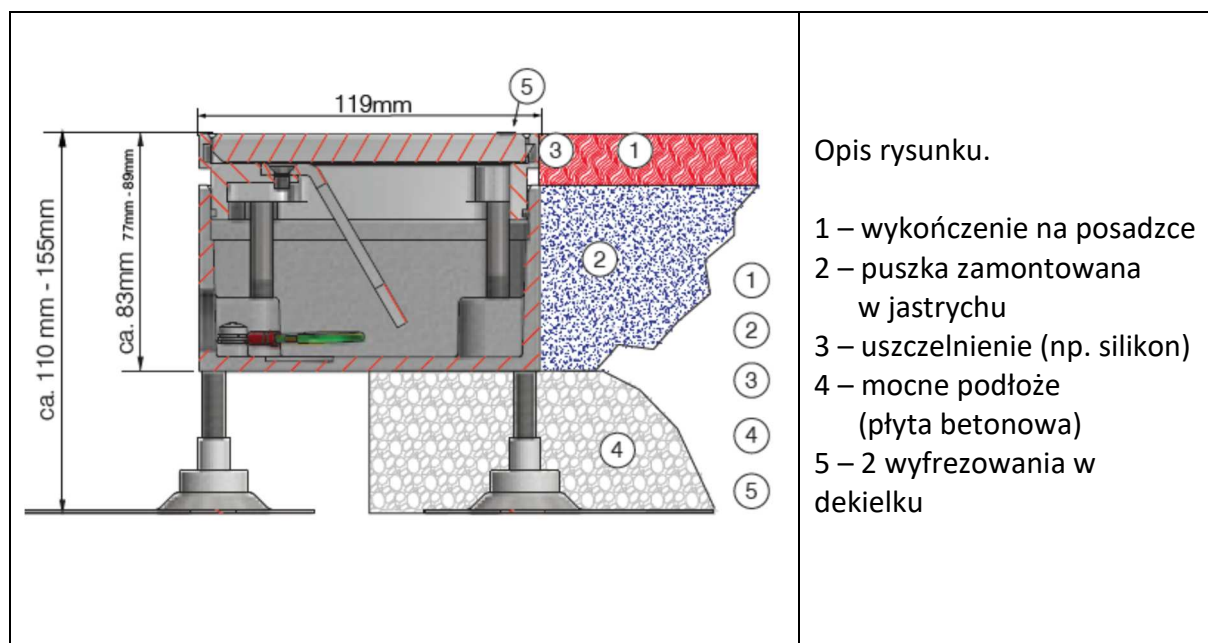 5
119mm
3
1
ca. 110 mm - 155mm
ca. 83mm 77mm - 89mm
2
1
2
3
4
4
5
Opis rysunku.
1 – wykończenie na posadzce
2 – puszka zamontowana
w jastrychu
3 – uszczelnienie (np. silikon)
4 – mocne podłoże
(płyta betonowa)
5 – 2 wyfrezowania w
dekielku